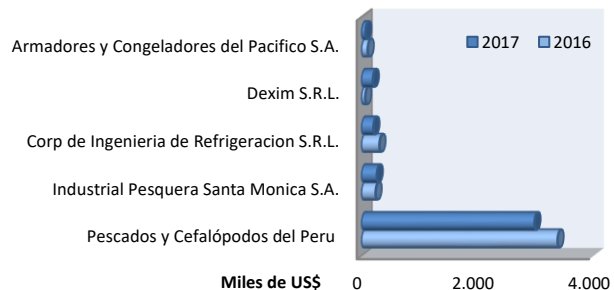 Armadores y Congeladores del Pacifico S.A.
2017 2016
Dexim S.R.L.
Corp de Ingenieria de Refrigeracion S.R.L.
Industrial Pesquera Santa Monica S.A.
Pescados y Cefalópodos del Peru
Miles de US$ 0 2.000 4.000